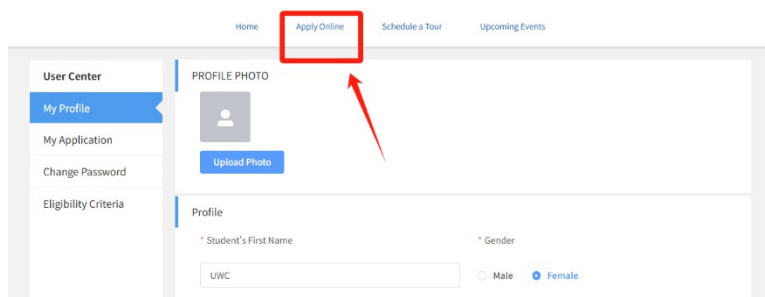 Home Apply Online Schedule a Tour Upcoming Events
User Center
My Profile
My Application
Change Password
Eligibility Criteria
PROFILE PHOTO
Upload Photo
Profile
* Student's First Name
UWC
* Gender
Male Female